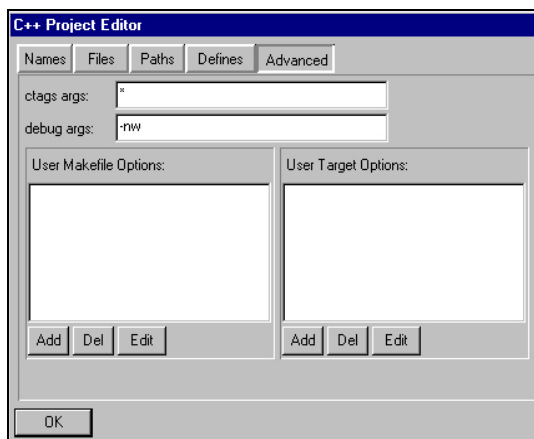 C++ Project Editor
Names Files Paths Defines Advanced
ctags args: *
debug args: -nw
User Makefile Options: User Target Options:
Add Del Edit Add Del Edit
OK